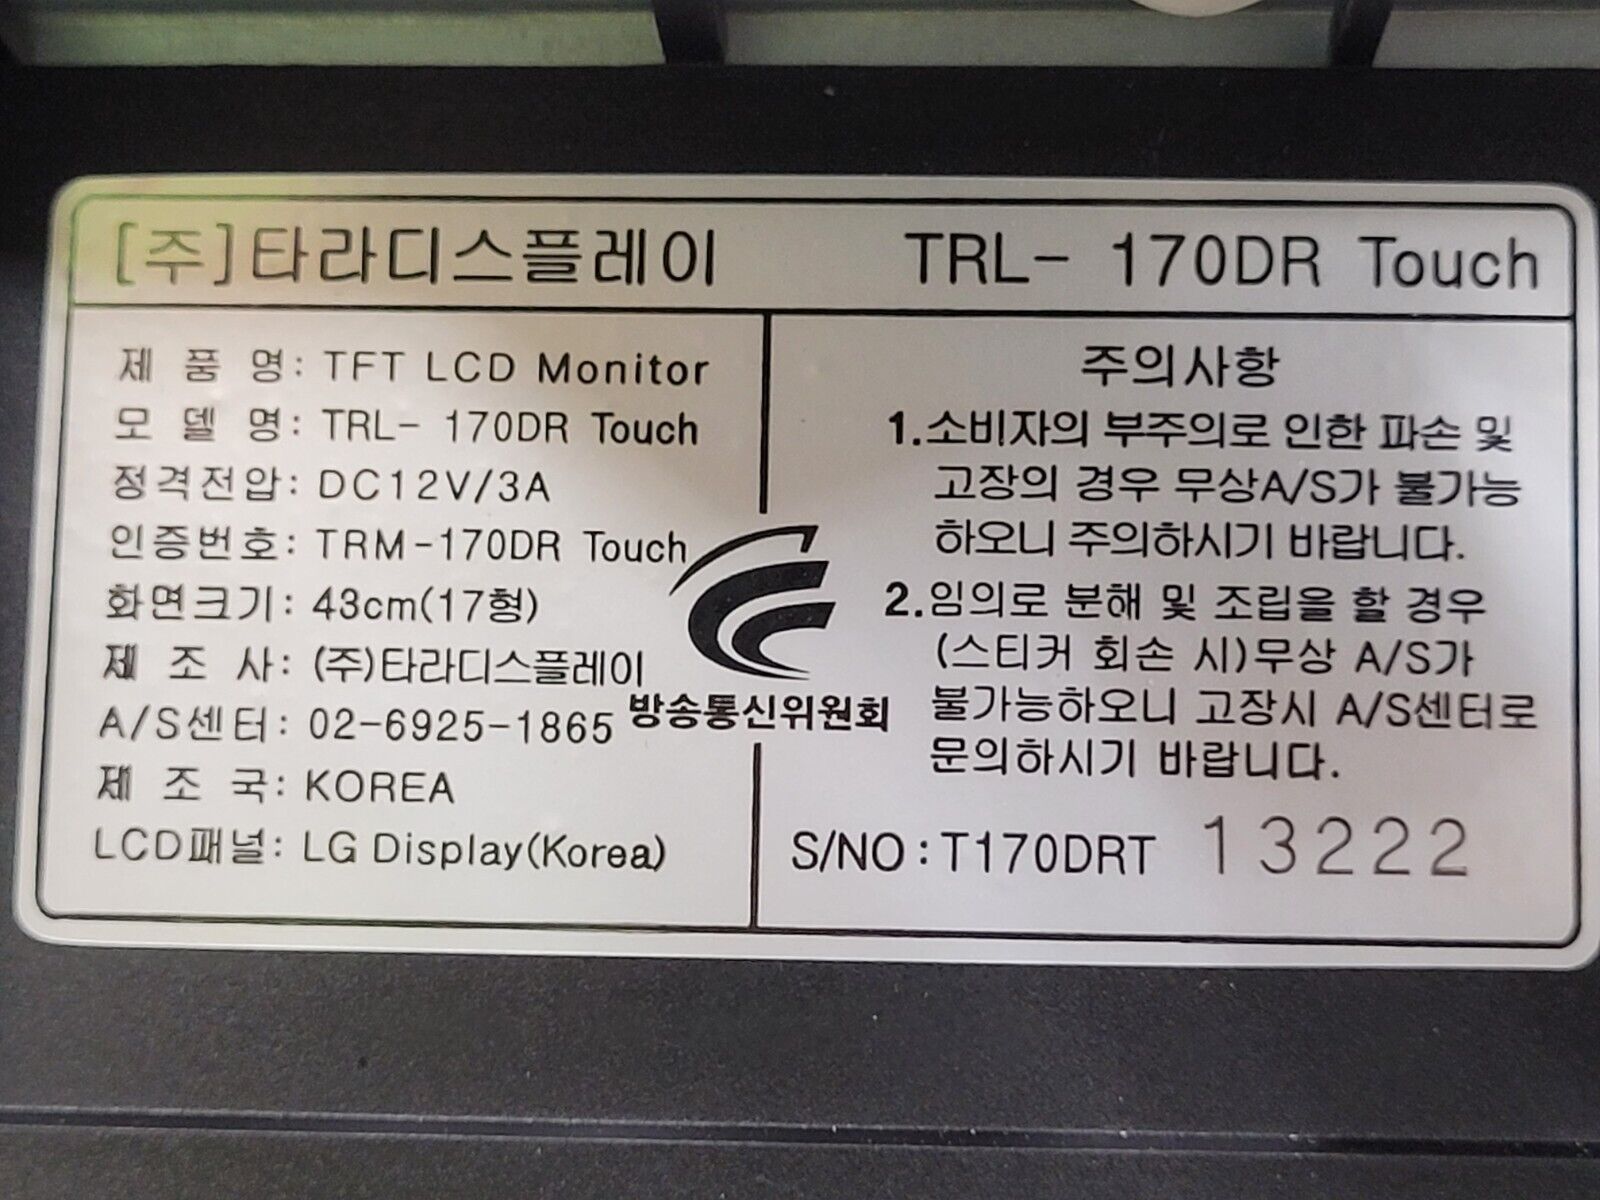 [주]타라디스플레이 TRL- 170DR Touch
제 품 명: TFT LCD Monitor
모 델 명: TRL- 170DR Touch
정격전압: DC12V/3A
인증번호: TRM-170DR Touch
화면크기: 43cm(17형)
제 조 사: (주)타라디스플레이
A/S센터: 02-6925-1865
제 조 국: KOREA
LCD패널: LG Display(Korea)
방송통신위원회
주의사항
1.소비자의 부주의로 인한 파손 및
고장의 경우 무상A/S가 불가능
하오니 주의하시기 바랍니다.
2.임의로 분해 및 조립을 할 경우
(스티커 회손 시)무상 A/S가
불가능하오니 고장시 A/S센터로
문의하시기 바랍니다.
S/NO : T170DRT 13222